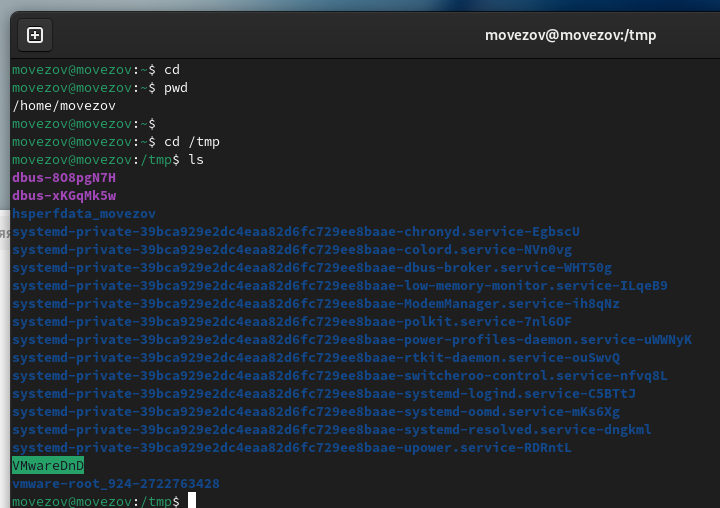 movezov@movezov:/tmp
movezov@movezov:~$ cd
movezov@movezov:~$ pwd
/home/movezov
movezov@movezov:~$
movezov@movezov:~$ cd /tmp
movezov@movezov:/tmp$ ls
dbus-8O8pgN7H
dbus-xKGqMk5w
hsperfdata_movezov
systemd-private-39bca929e2dc4eaa82d6fc729ee8baae-chronyd.service-EgbscU
systemd-private-39bca929e2dc4eaa82d6fc729ee8baae-colord.service-NVn0vg
systemd-private-39bca929e2dc4eaa82d6fc729ee8baae-dbus-broker.service-WHT50g
systemd-private-39bca929e2dc4eaa82d6fc729ee8baae-low-memory-monitor.service-ILqeB9
systemd-private-39bca929e2dc4eaa82d6fc729ee8baae-ModemManager.service-ih8qNz
systemd-private-39bca929e2dc4eaa82d6fc729ee8baae-polkit.service-7nl6OF
systemd-private-39bca929e2dc4eaa82d6fc729ee8baae-power-profiles-daemon.service-uWWNyK
systemd-private-39bca929e2dc4eaa82d6fc729ee8baae-rtkit-daemon.service-ouSwvQ
systemd-private-39bca929e2dc4eaa82d6fc729ee8baae-switcheroo-control.service-nfvq8L
systemd-private-39bca929e2dc4eaa82d6fc729ee8baae-systemd-logind.service-C5BTtJ
systemd-private-39bca929e2dc4eaa82d6fc729ee8baae-systemd-oomd.service-mKs6Xg
systemd-private-39bca929e2dc4eaa82d6fc729ee8baae-systemd-resolved.service-dngkml
systemd-private-39bca929e2dc4eaa82d6fc729ee8baae-upower.service-RDRntL
VMwareDnD
vmware-root_924-2722763428
movezov@movezov:/tmp$